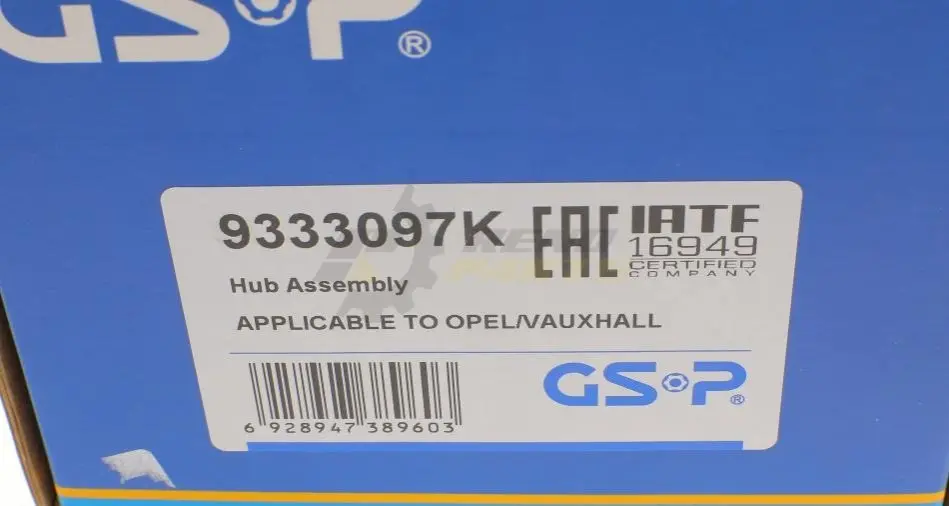 GSP®
9333097K
EAC
IATF
16949
CERTIFIED
COMPANY
Hub Assembly
APPLICABLE TO OPEL/VAUXHALL
6 928947 389603
GSP®